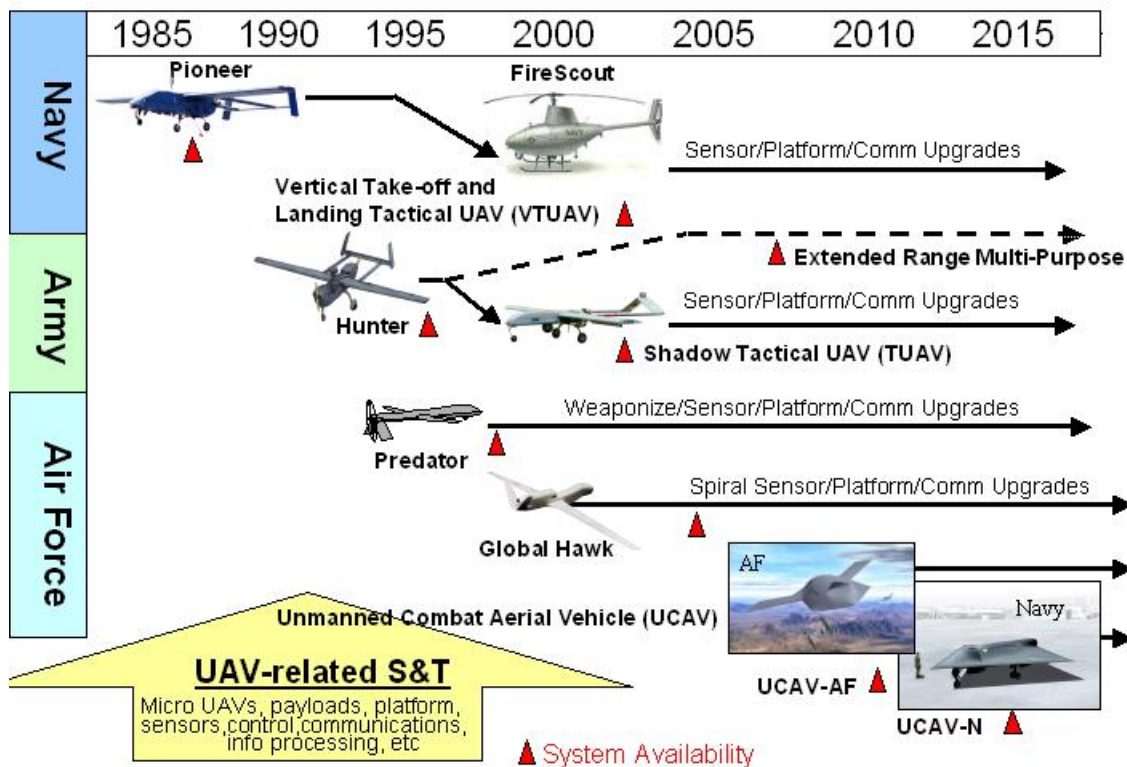 1985 1990 1995 2000 2005 2010 2015
Navy
Pioneer
FireScout
Sensor/Platform/Comm Upgrades
Vertical Take-off and
Landing Tactical UAV (VTUAV)
Army
Extended Range Multi-Purpose
Hunter
Sensor/Platform/Comm Upgrades
Shadow Tactical UAV (TUAV)
Air Force
Weaponize/Sensor/Platform/Comm Upgrades
Predator
Spiral Sensor/Platform/Comm Upgrades
Global Hawk
AF
Navy
Unmanned Combat Aerial Vehicle (UCAV)
UCAV-AF
UCAV-N
UAV-related S&T
Micro UAVs, payloads, platform,
sensors,control,communications,
info processing, etc
System Availability